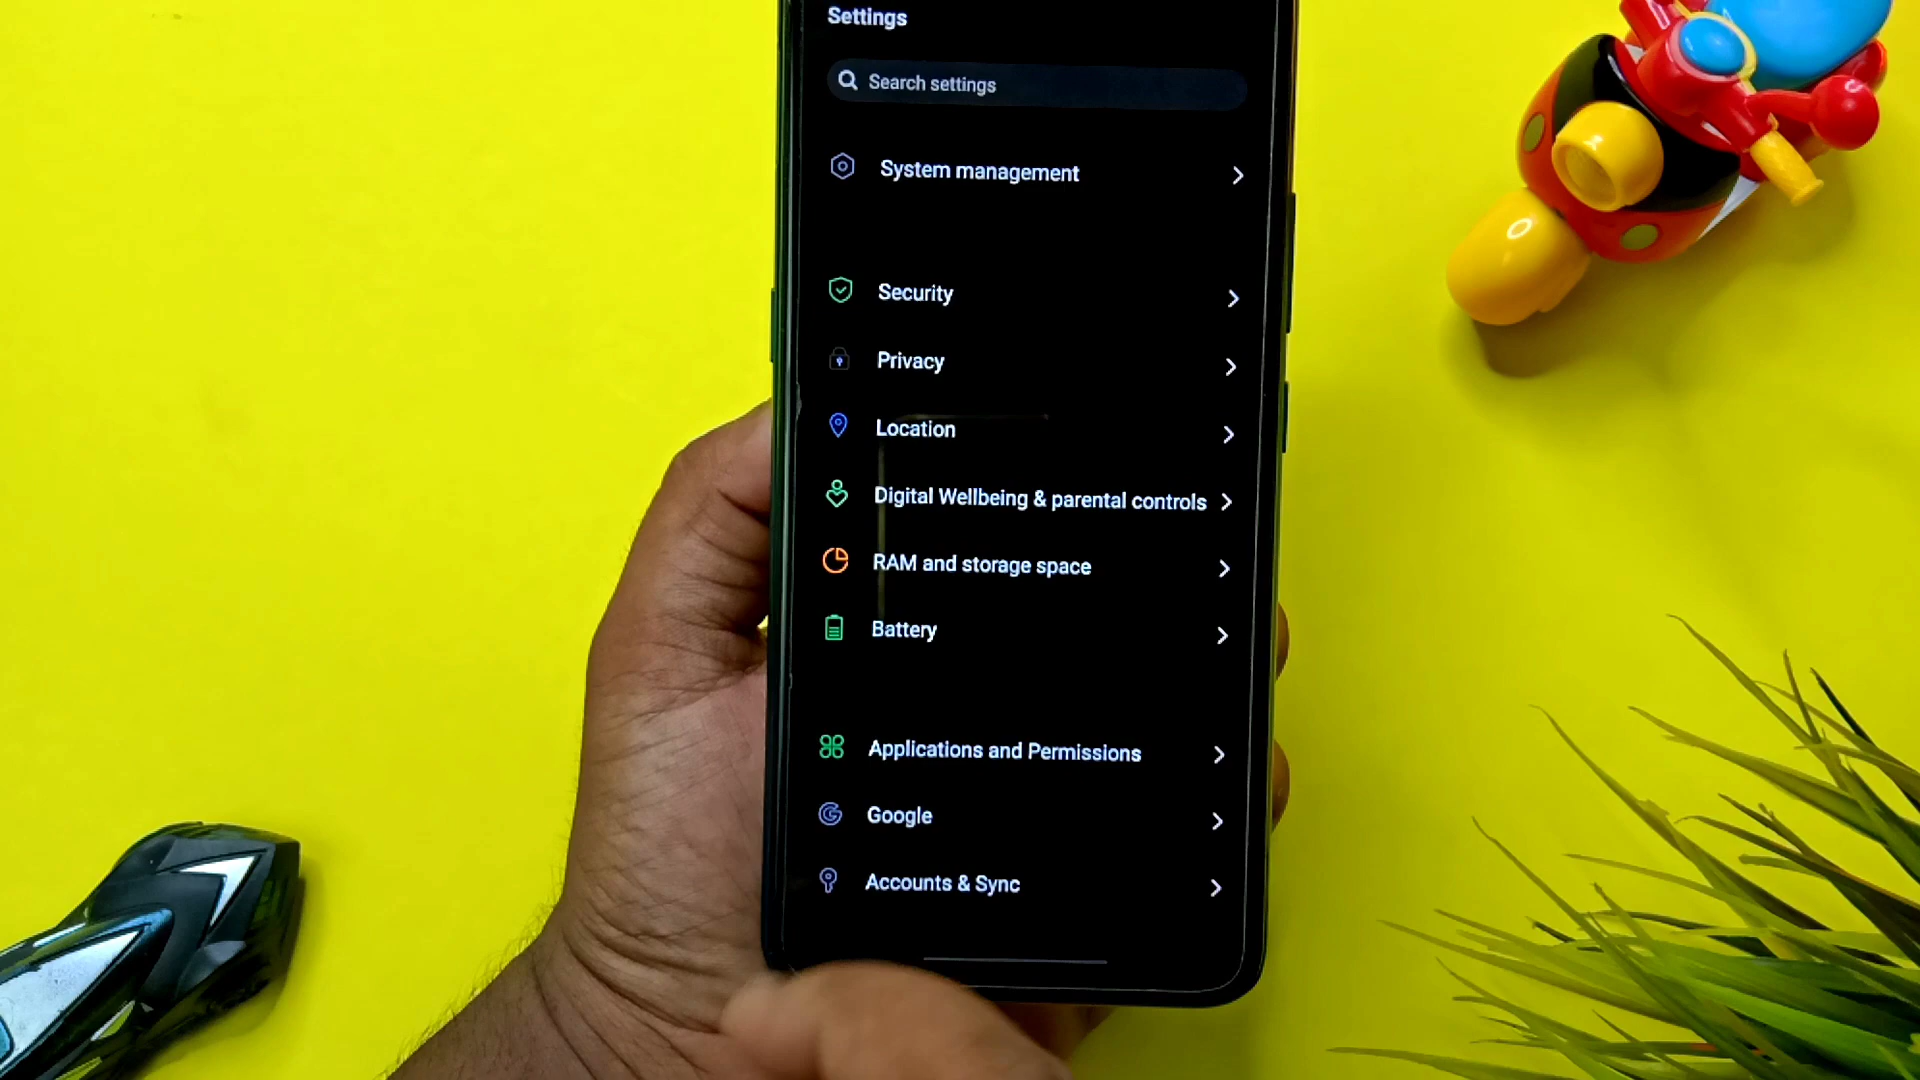 Settings
Search settings
System management
Security
Privacy
Location
Digital Wellbeing & parental controls
RAM and storage space
Battery
Applications and Permissions
Google
Accounts & Sync